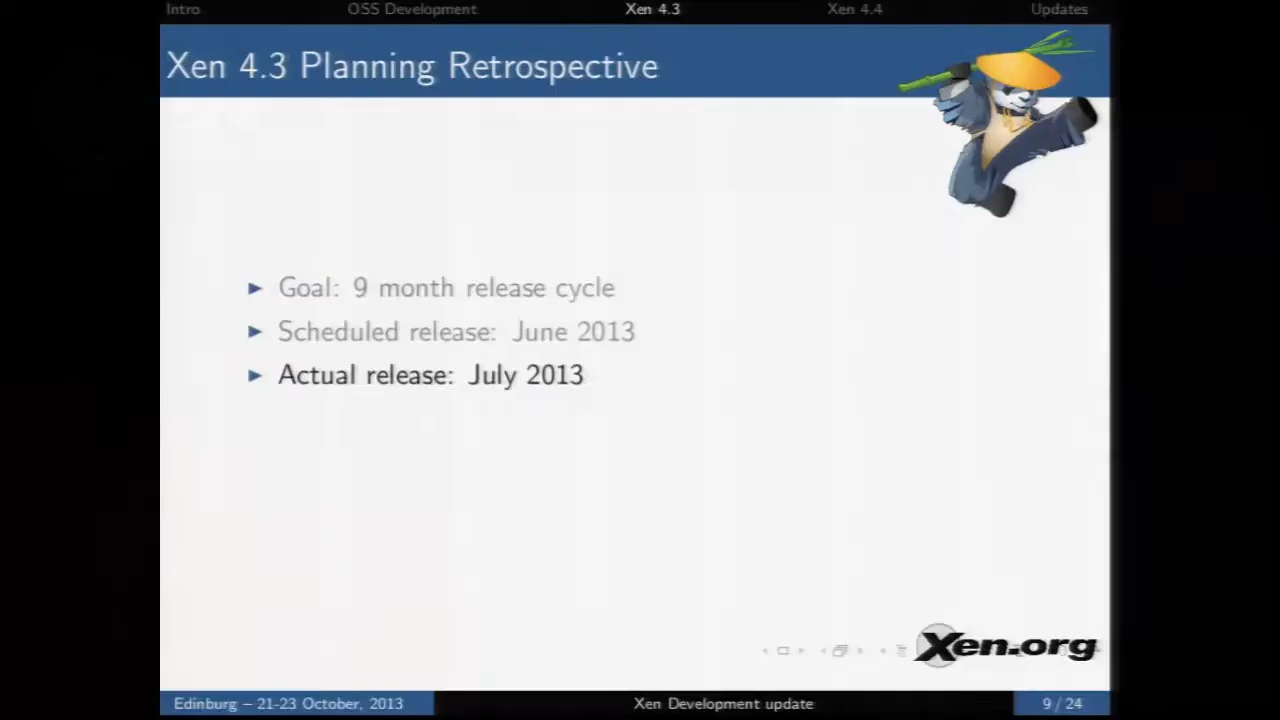 Intro OSS Development Xen 4.3 Xen 4.4 Updates
Xen 4.3 Planning Retrospective
Goal: 9 month release cycle
Scheduled release: June 2013
Actual release: July 2013
Xen.org
Edinburg – 21-23 October, 2013 Xen Development update 9 / 24